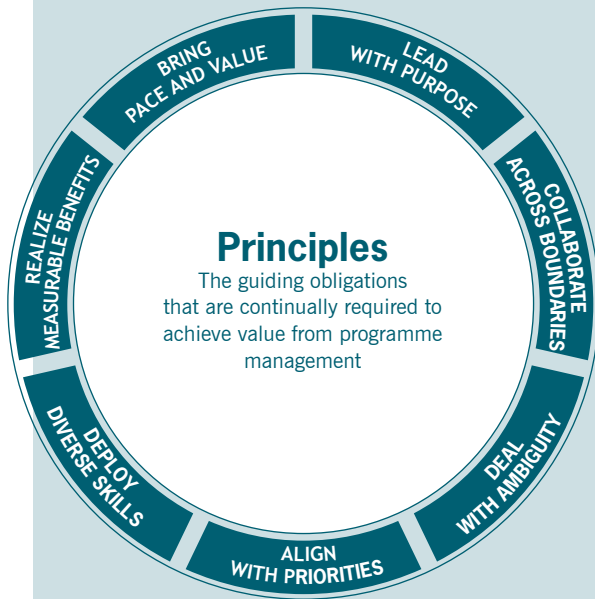 LEAD
WITH PURPOSE
COLLABORATE
ACROSS BOUNDARIES
DEAL
WITH AMBIGUITY
ALIGN
WITH PRIORITIES
DEPLOY
DIVERSE SKILLS
REALIZE
MEASURABLE BENEFITS
BRING
PACE AND VALUE
Principles
The guiding obligations
that are continually required to
achieve value from programme
management